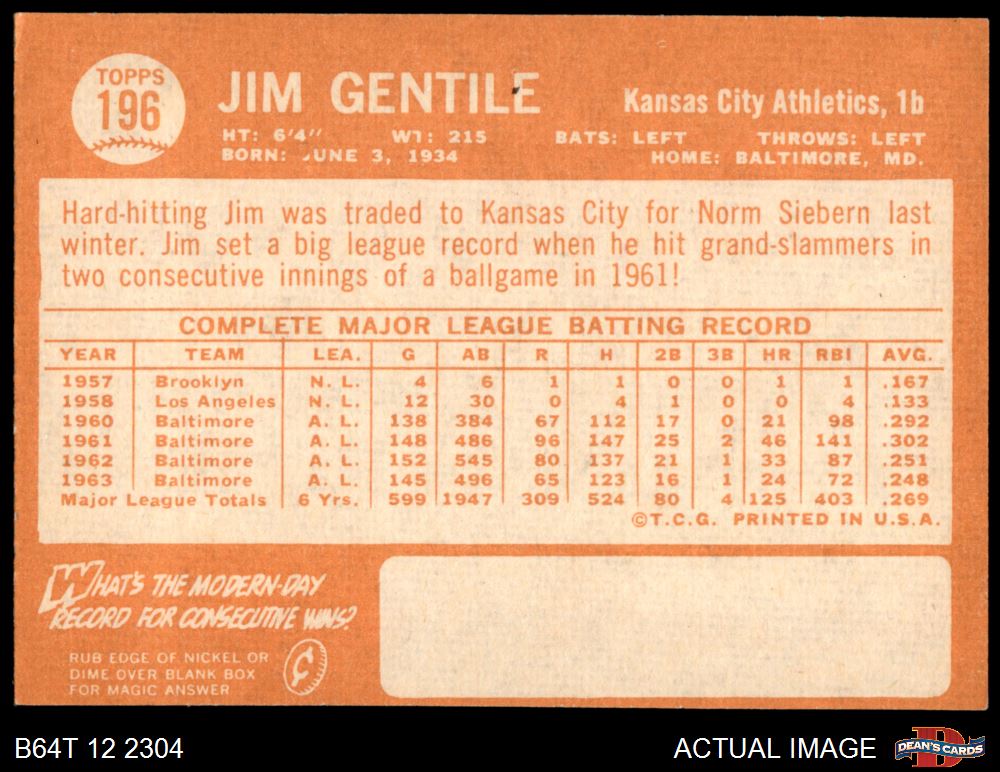 TOPPS
196
JIM GENTILE
Kansas City Athletics, 1b
HT: 6'4" WT: 215 BATS: LEFT THROWS: LEFT
BORN: JUNE 3, 1934 HOME: BALTIMORE, MD.
Hard-hitting Jim was traded to Kansas City for Norm Siebern last
winter. Jim set a big league record when he hit grand-slammers in
two consecutive innings of a ballgame in 1961!
COMPLETE MAJOR LEAGUE BATTING RECORD
YEAR TEAM LEA. G AB R H 2B 3B HR RBI AVG.
1957 Brooklyn N. L. 4 6 1 1 0 0 1 1 .167
1958 Los Angeles N. L. 12 30 0 4 1 0 0 4 .133
1960 Baltimore A. L. 138 384 67 112 17 0 21 98 .292
1961 Baltimore A. L. 148 486 96 147 25 2 46 141 .302
1962 Baltimore A. L. 152 545 80 137 21 1 33 87 .251
1963 Baltimore A. L. 145 496 65 123 16 1 24 72 .248
Major League Totals 6 Yrs. 599 1947 309 524 80 4 125 403 .269
©T.C.G. PRINTED IN U.S.A.
WHAT'S THE MODERN-DAY
RECORD FOR CONSECUTIVE WINS?
RUB EDGE OF NICKEL OR
DIME OVER BLANK BOX
FOR MAGIC ANSWER
¢
B64T 12 2304
ACTUAL IMAGE
D
DEAN'S CARDS